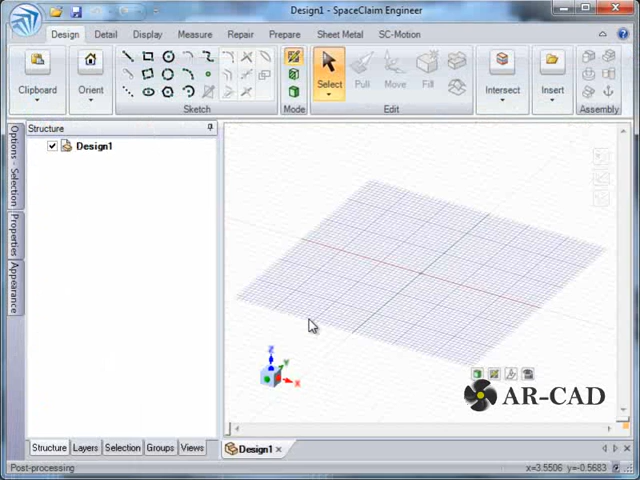 Design1 - SpaceClaim Engineer
Design Detail Display Measure Repair Prepare Sheet Metal SC-Motion
Select Pull Move Fill
Intersect
Insert
Clipboard
Orient
Sketch Mode Edit Assembly
Options - Selection
Properties
Appearance
Structure
Design1
Z
Y
X
AR-CAD
Structure Layers Selection Groups Views
Design1
Post-processing
x=3.5506 y=-0.5683